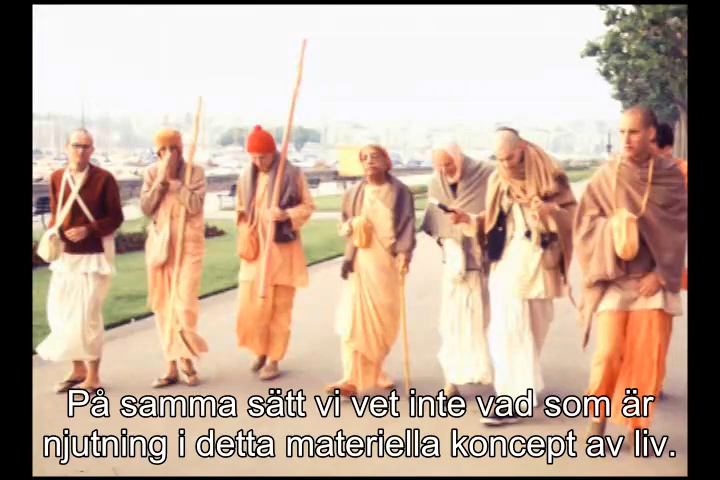 På samma sätt vi vet inte vad som är
njutning i detta materiella koncept av liv.